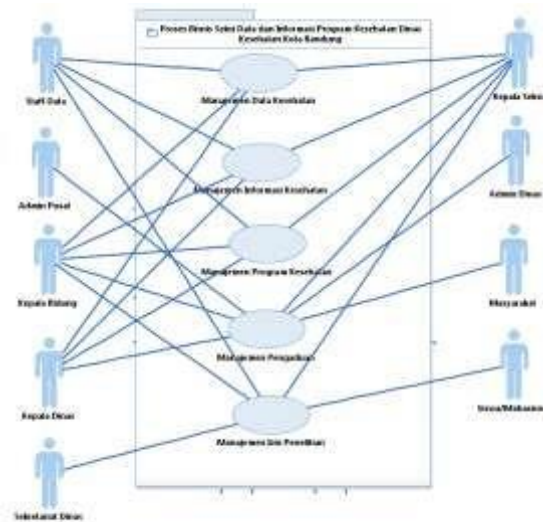 Proses Bisnis Seksi Data dan Informasi Program Kesehatan Dinas
Kesehatan Kota Bandung
Staff Data
Kepala Seksi
Manajemen Data Kesehatan
Admin Pusat
Admin Dinas
Manajemen Informasi Kesehatan
Kepala Bidang
Manajemen Program Kesehatan
Masyarakat
Kepala Dinas
Manajemen Pengaduan
Siswa/Mahasiswa
Manajemen Izin Penelitian
Sekretariat Dinas